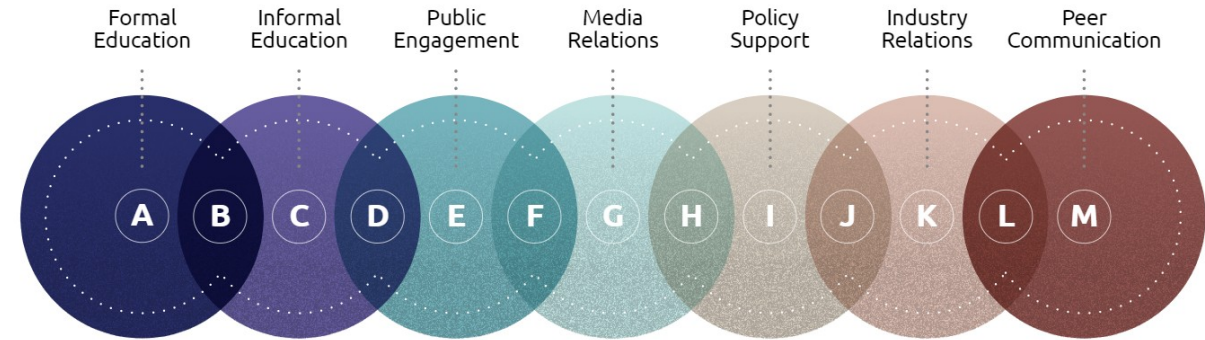 Formal
Education
Informal
Education
Public
Engagement
Media
Relations
Policy
Support
Industry
Relations
Peer
Communication
A B C D E F G H I J K L M